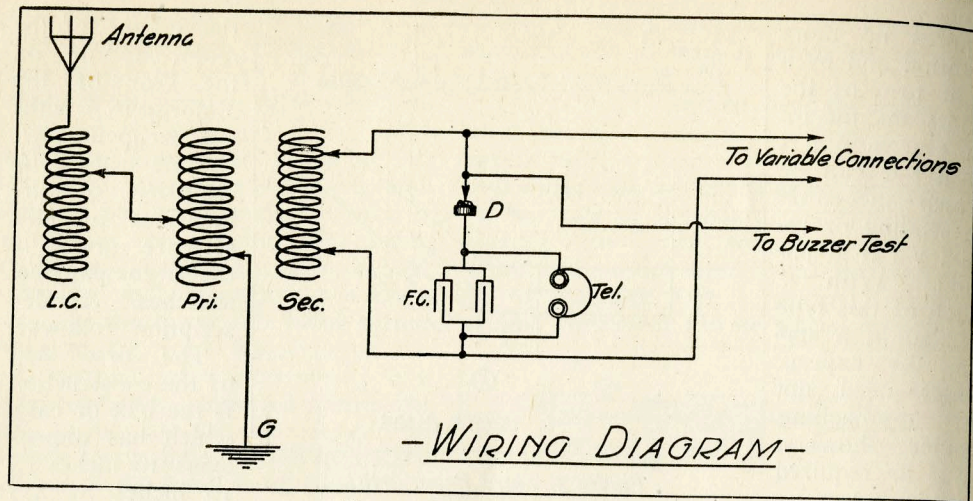 Antenna
To Variable Connections
D
To Buzzer Test
L.C.
Pri.
Sec.
F.C.
Tel.
G
- WIRING DIAGRAM -